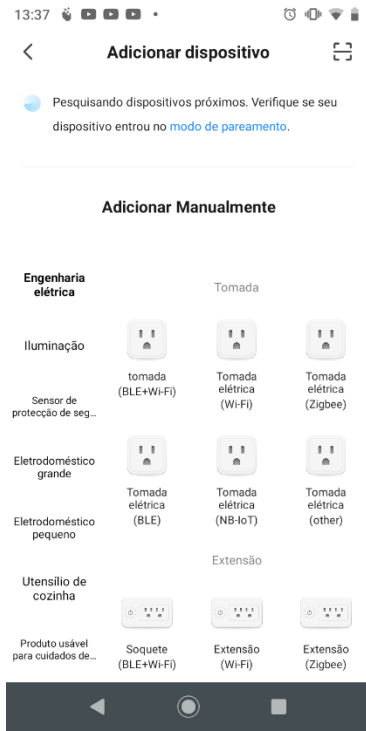 13:37
Adicionar dispositivo
Pesquisando dispositivos próximos. Verifique se seu
dispositivo entrou no modo de pareamento.
Adicionar Manualmente
Engenharia
elétrica
Iluminação
Sensor de
protecção de seg...
Eletrodoméstico
grande
Eletrodoméstico
pequeno
Utensílio de
cozinha
Produto usável
para cuidados de...
Tomada
tomada
(BLE+Wi-Fi)
Tomada
elétrica
(Wi-Fi)
Tomada
elétrica
(Zigbee)
Tomada
elétrica
(BLE)
Tomada
elétrica
(NB-IoT)
Tomada
elétrica
(other)
Extensão
Soquete
(BLE+Wi-Fi)
Extensão
(Wi-Fi)
Extensão
(Zigbee)